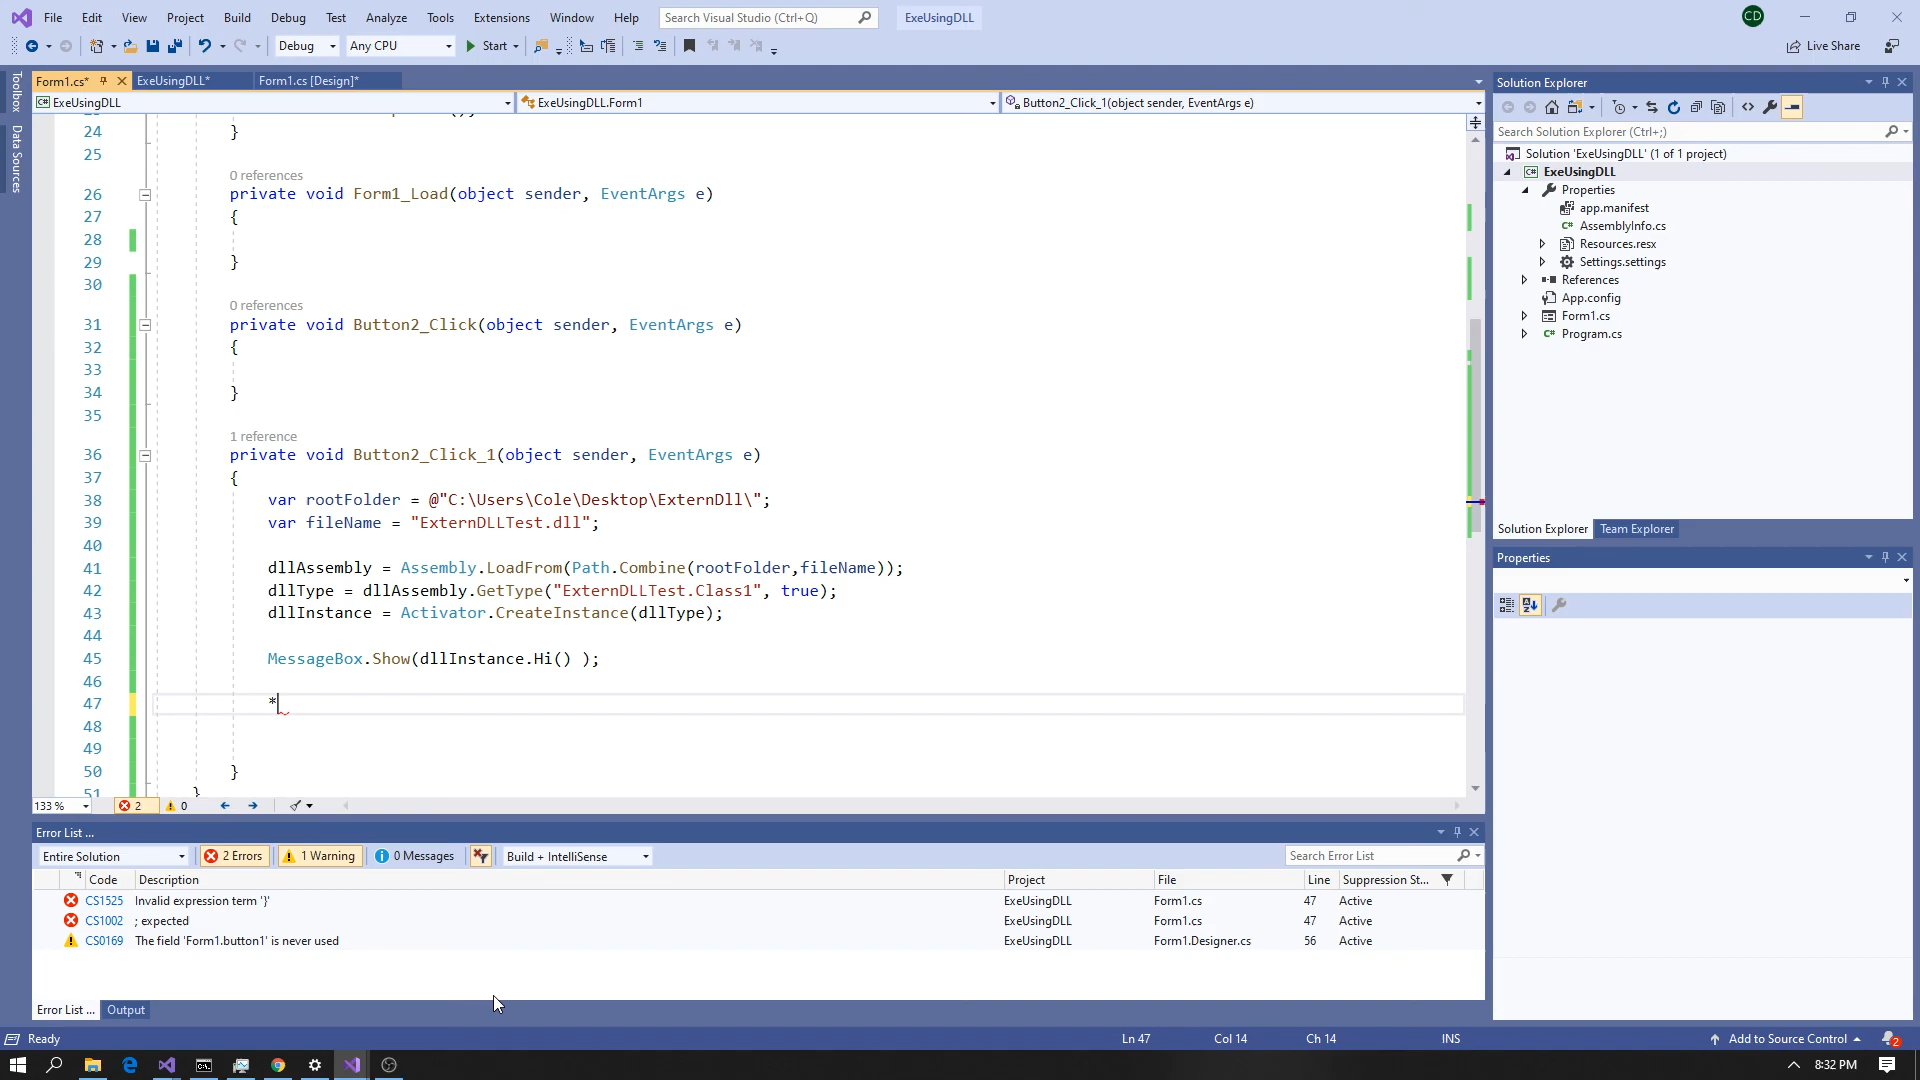 File Edit View Project Build Debug Test Analyze Tools Extensions Window Help Search Visual Studio (Ctrl+Q) ExeUsingDLL CD
Debug Any CPU Start Live Share
Form1.cs* ExeUsingDLL* Form1.cs [Design]*
ExeUsingDLL ExeUsingDLL.Form1 Button2_Click_1(object sender, EventArgs e)
Toolbox
Data Sources
24 }
25
0 references
26 private void Form1_Load(object sender, EventArgs e)
27 {
28
29 }
30
0 references
31 private void Button2_Click(object sender, EventArgs e)
32 {
33
34 }
35
1 reference
36 private void Button2_Click_1(object sender, EventArgs e)
37 {
38 var rootFolder = @"C:\Users\Cole\Desktop\ExternDll\";
39 var fileName = "ExternDLLTest.dll";
40
41 dllAssembly = Assembly.LoadFrom(Path.Combine(rootFolder,fileName));
42 dllType = dllAssembly.GetType("ExternDLLTest.Class1", true);
43 dllInstance = Activator.CreateInstance(dllType);
44
45 MessageBox.Show(dllInstance.Hi() );
46
47 *
48
49
50 }
51 }
133 % 2 0
Error List ...
Entire Solution 2 Errors 1 Warning 0 Messages Build + IntelliSense Search Error List
Code Description Project File Line Suppression St...
CS1525 Invalid expression term '}' ExeUsingDLL Form1.cs 47 Active
CS1002 ; expected ExeUsingDLL Form1.cs 47 Active
CS0169 The field 'Form1.button1' is never used ExeUsingDLL Form1.Designer.cs 56 Active
Error List ... Output
Solution Explorer
Search Solution Explorer (Ctrl+;)
Solution 'ExeUsingDLL' (1 of 1 project)
ExeUsingDLL
Properties
app.manifest
AssemblyInfo.cs
Resources.resx
Settings.settings
References
App.config
Form1.cs
Program.cs
Solution Explorer Team Explorer
Properties
Ready Ln 47 Col 14 Ch 14 INS Add to Source Control 2
8:32 PM